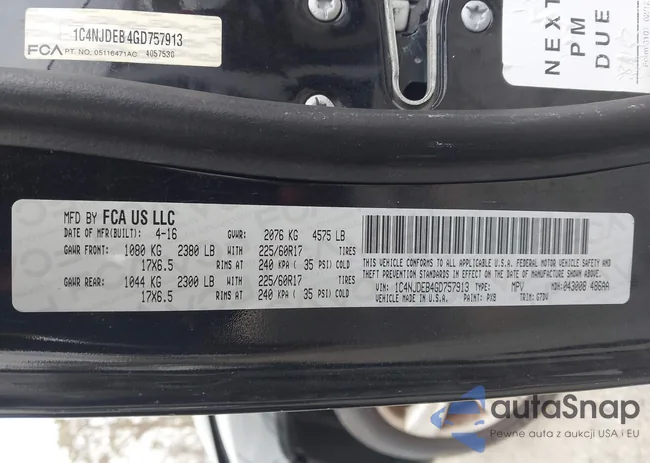 1C4NJDEB4GD757913
FCA PT. NO. 05116471AC 4057530
NEXT
PM
DUE
MFD BY FCA US LLC
DATE OF MFR(BUILT): 4-16 GVWR: 2076 KG 4575 LB
GAWR FRONT: 1080 KG 2380 LB WITH 225/60R17 TIRES
17X6.5 RIMS AT 240 KPA ( 35 PSI) COLD
GAWR REAR: 1044 KG 2300 LB WITH 225/60R17 TIRES
17X6.5 RIMS AT 240 KPA ( 35 PSI) COLD
THIS VEHICLE CONFORMS TO ALL APPLICABLE U.S.A. FEDERAL MOTOR VEHICLE SAFETY AND
THEFT PREVENTION STANDARDS IN EFFECT ON THE DATE OF MANUFACTURE SHOWN ABOVE.
VIN: 1C4NJDEB4GD757913 TYPE: MPV MDH: 043008 486AA
VEHICLE MADE IN U.S.A. PAINT: PXB TRIM: G7DV
autoSnap
Pewne auta z aukcji USA i EU